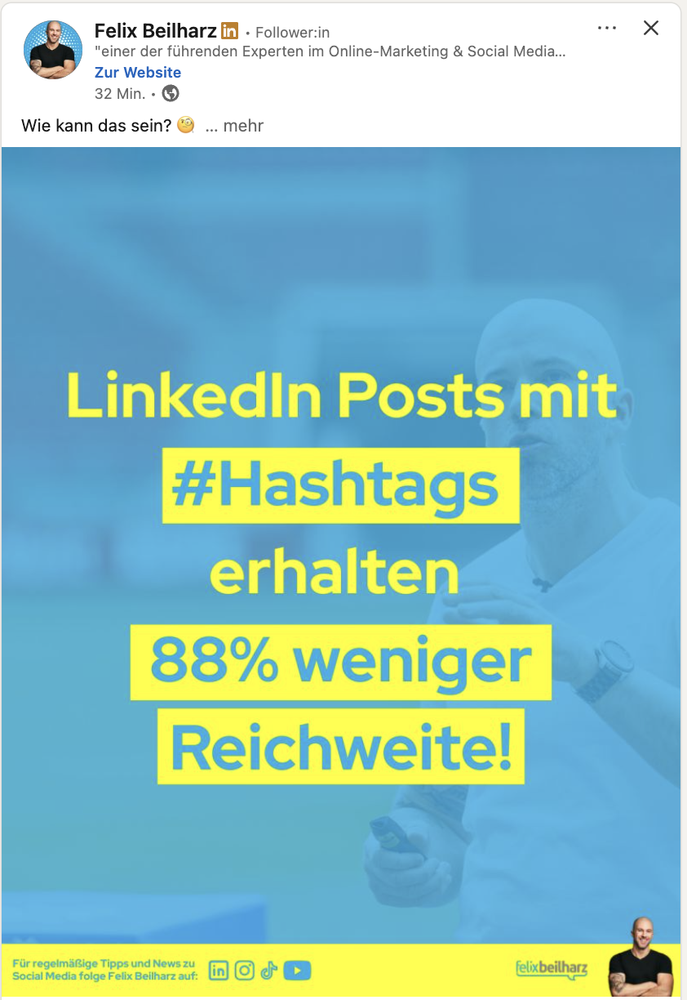 Felix Beilharz in • Follower:in
"einer der führenden Experten im Online-Marketing & Social Media...
Zur Website
32 Min. •
Wie kann das sein? 🧐 ... mehr
LinkedIn Posts mit
#Hashtags
erhalten
88% weniger
Reichweite!
Für regelmäßige Tipps und News zu
Social Media folge Felix Beilharz auf:
in
felixbeilharz